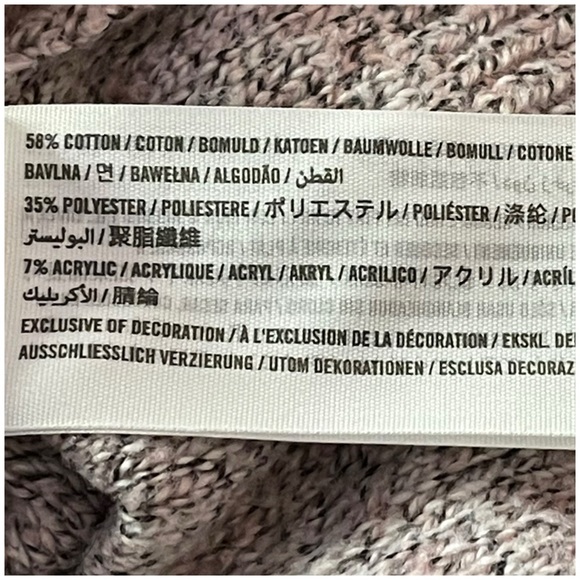 58% COTTON / COTON / BOMULD / KATOEN / BAUMWOLLE / BOMULL / COTONE
BAVLNA / 면 / BAWEŁNA / ALGODÃO / القطن
35% POLYESTER / POLIESTERE / ポリエステル / POLIÉSTER / 涤纶 /
البوليستر / 聚脂纖維
7% ACRYLIC / ACRYLIQUE / ACRYL / AKRYL / ACRILICO / アクリル / ACRÍL
الأكريليك / 腈綸
EXCLUSIVE OF DECORATION / À L'EXCLUSION DE LA DÉCORATION / EKSKL. DE
AUSSCHLIESSLICH VERZIERUNG / UTOM DEKORATIONEN / ESCLUSA DECORAZ